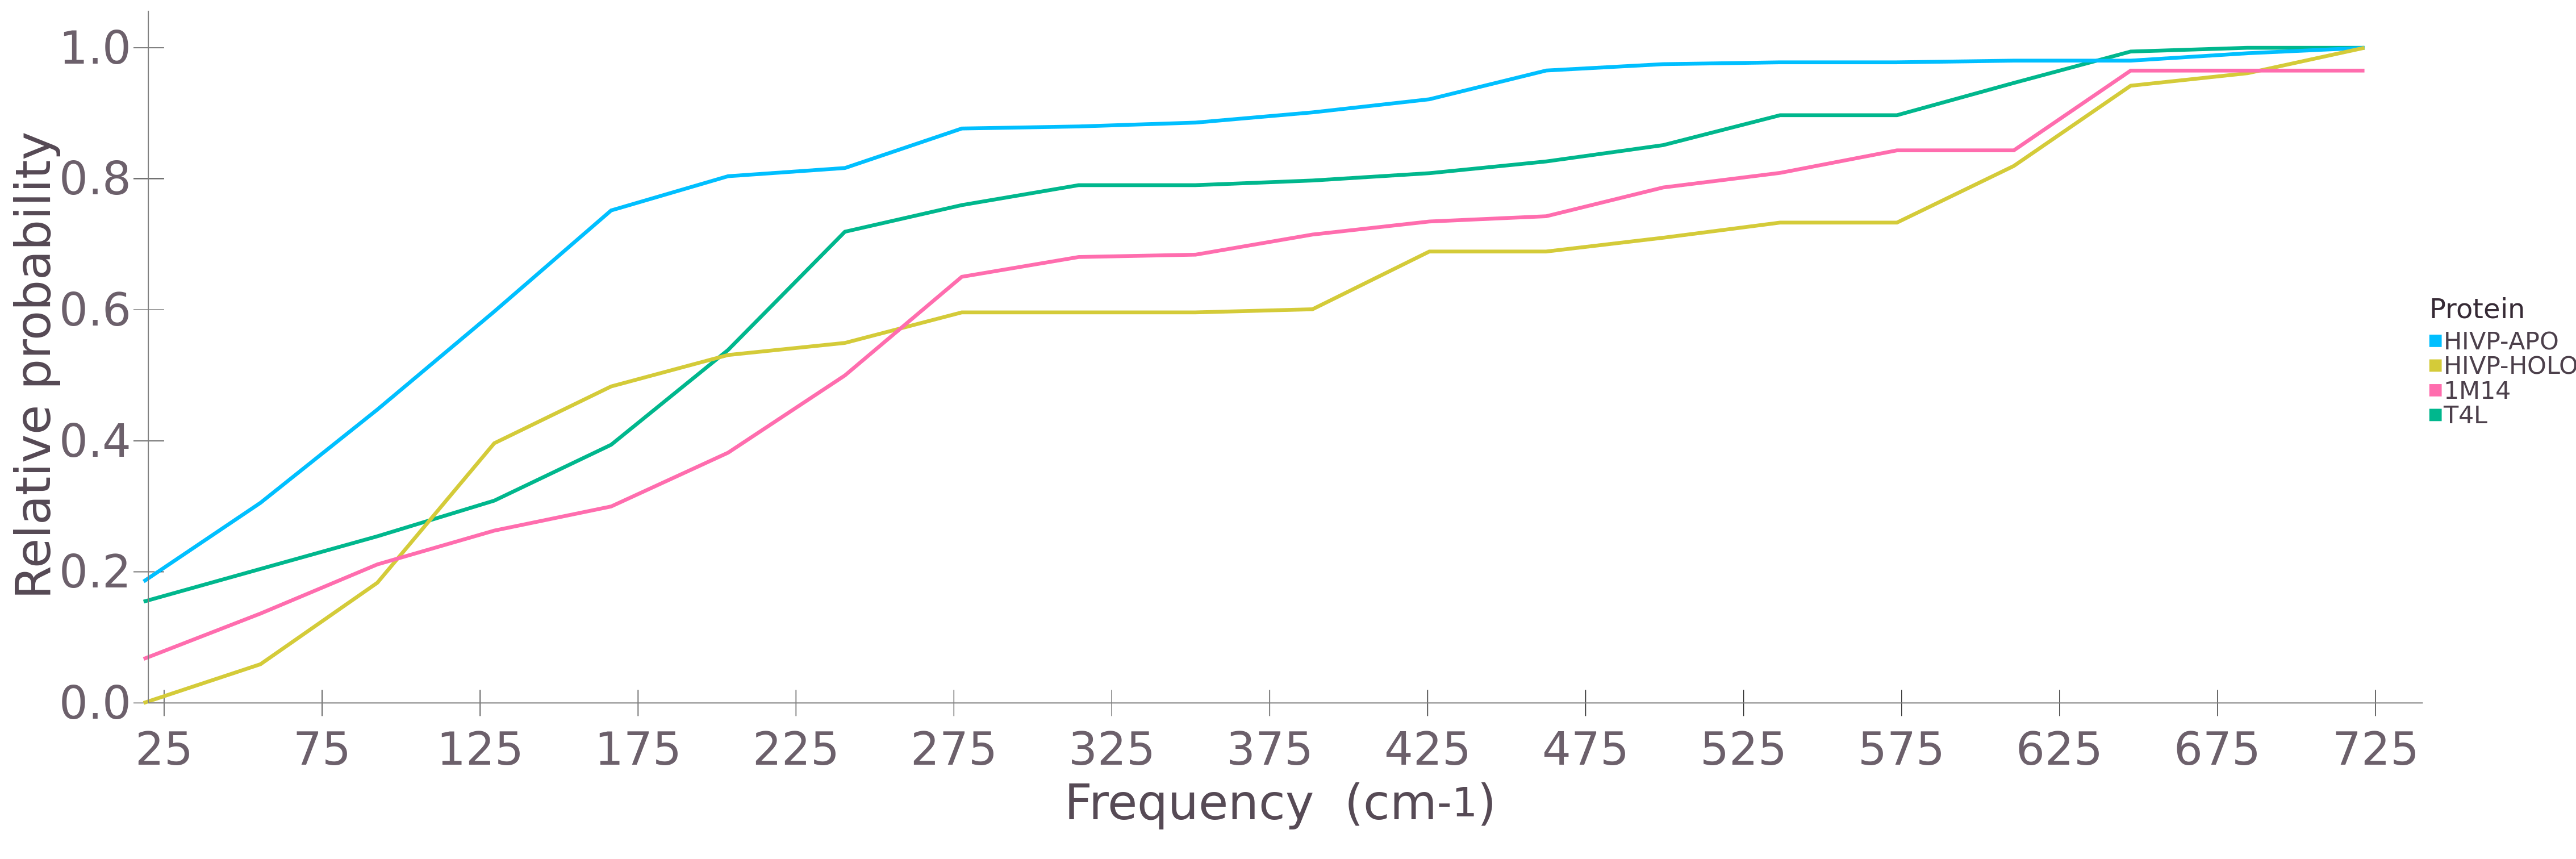 Relative probability
1.0
0.8
0.6
0.4
0.2
0.0
25 75 125 175 225 275 325 375 425 475 525 575 625 675 725
Frequency (cm-1)
Protein
HIVP-APO
HIVP-HOLO
1M14
T4L